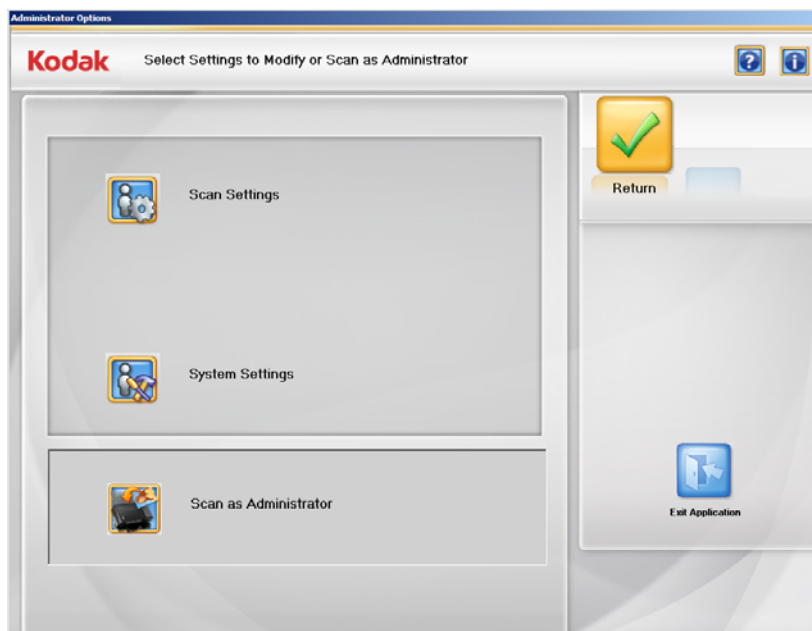 Administrator Options
Kodak
Select Settings to Modify or Scan as Administrator
Return
Scan Settings
System Settings
Scan as Administrator
Exit Application